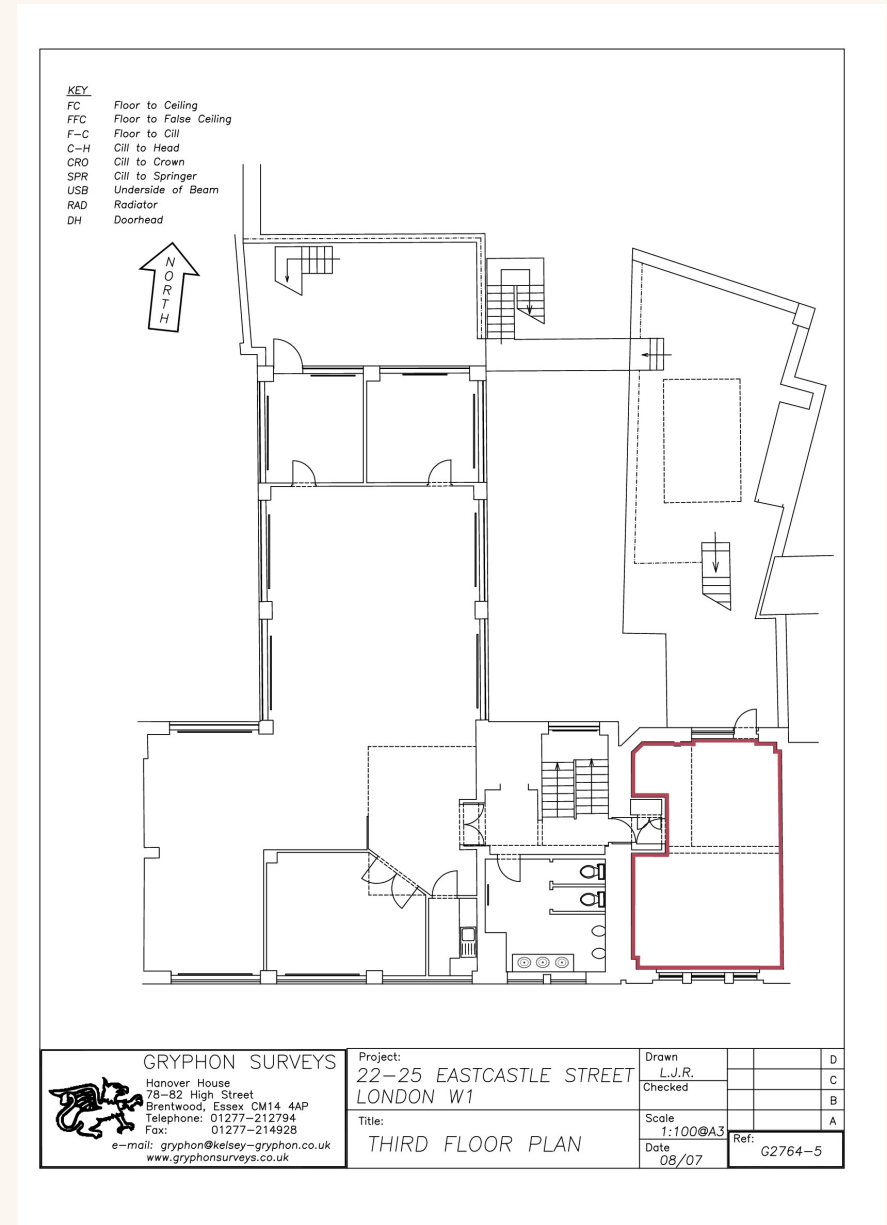 KEY
FC Floor to Ceiling
FFC Floor to False Ceiling
F-C Floor to Cill
C-H Cill to Head
CRO Cill to Crown
SPR Cill to Springer
USB Underside of Beam
RAD Radiator
DH Doorhead
NORTH
GRYPHON SURVEYS
Hanover House
78-82 High Street
Brentwood, Essex CM14 4AP
Telephone: 01277-212794
Fax: 01277-214928
e-mail: gryphon@kelsey-gryphon.co.uk
www.gryphonsurveys.co.uk
Project:
22-25 EASTCASTLE STREET
LONDON W1
Title:
THIRD FLOOR PLAN
Drawn
L.J.R.
Checked
Scale
1:100@A3
Date
08/07
D
C
B
A
Ref:
G2764-5